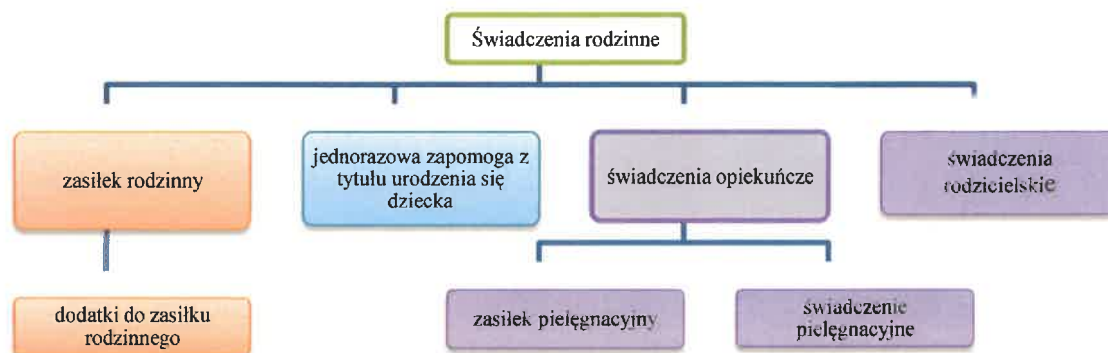 Świadczenia rodzinne
zasiłek rodzinny
jednorazowa zapomoga z
tytułu urodzenia się
dziecka
świadczenia opiekuńcze
świadczenia
rodzicielskie
dodatki do zasiłku
rodzinnego
zasiłek pielęgnacyjny
świadczenie
pielęgnacyjne